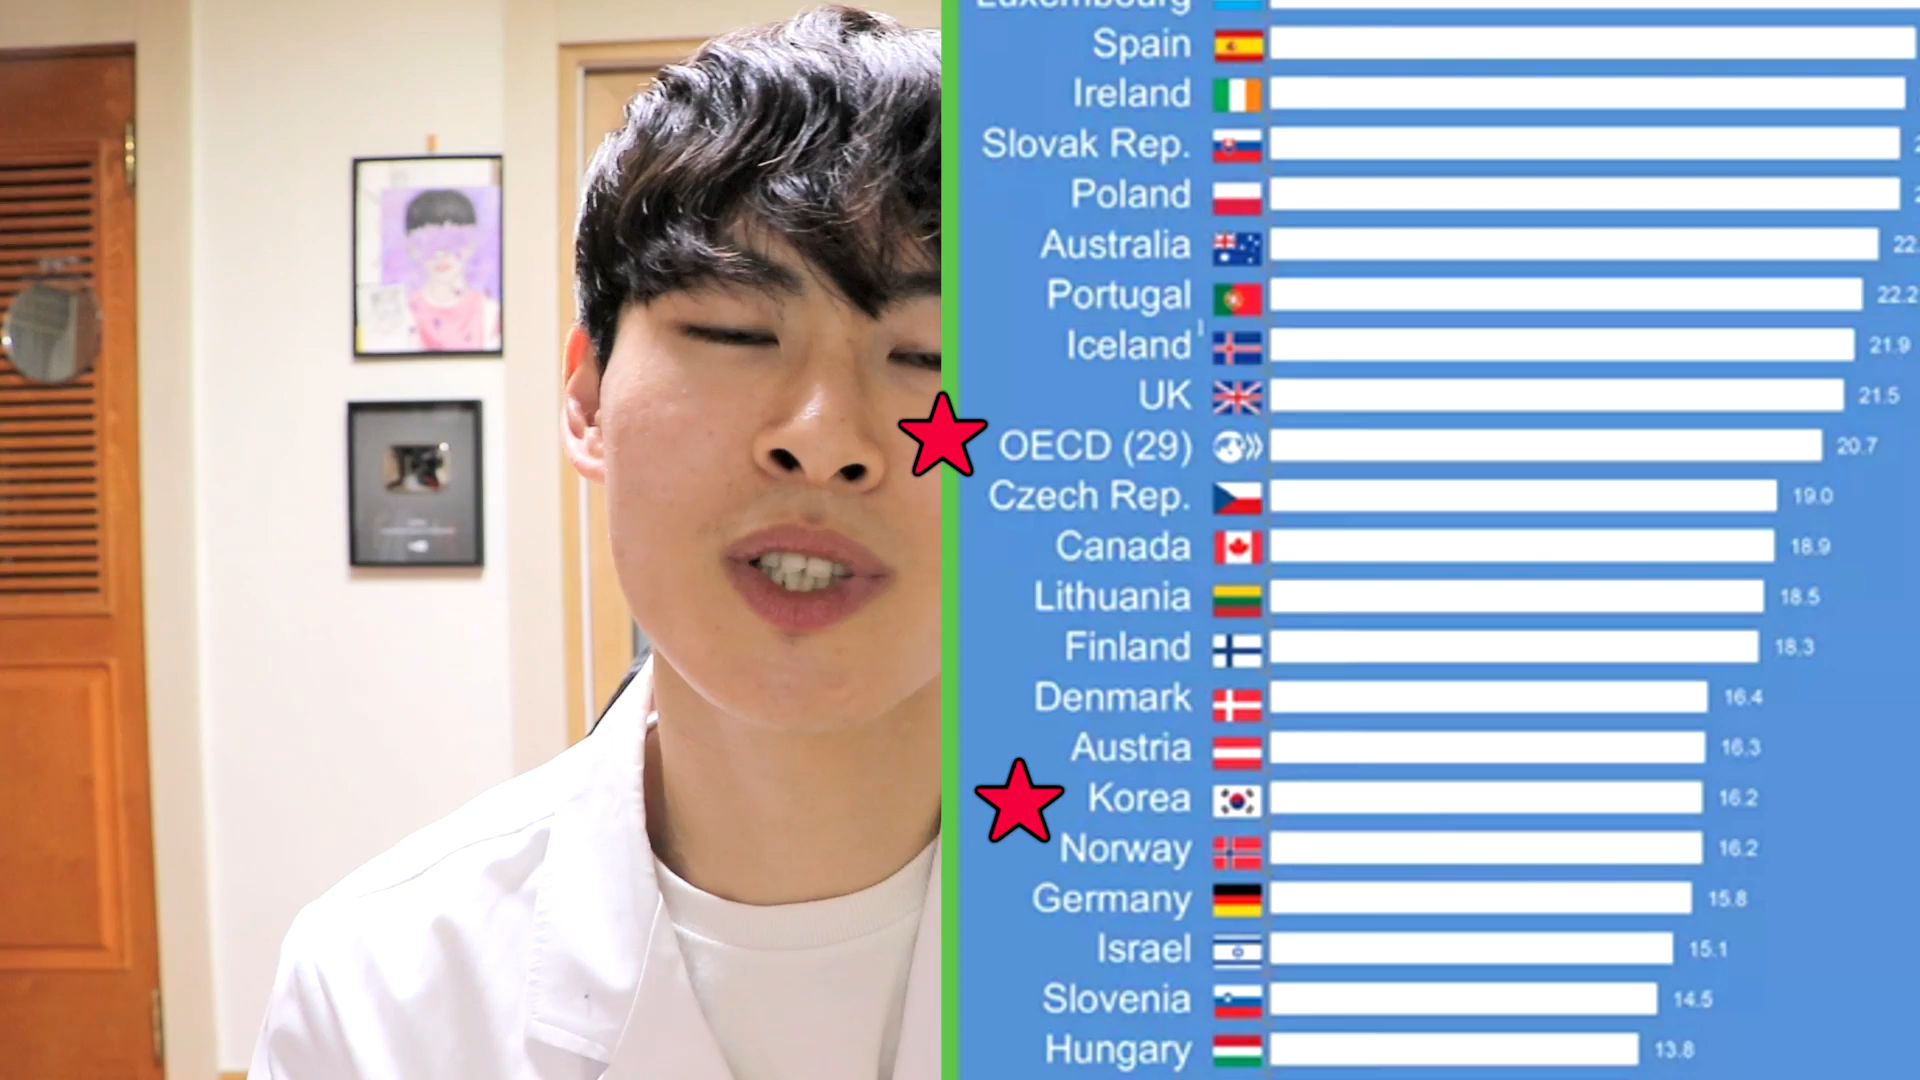 Luxembourg
Spain
Ireland
Slovak Rep.
Poland
Australia 22.
Portugal 22.2
Iceland 21.9
UK 21.5
OECD (29) 20.7
Czech Rep. 19.0
Canada 18.9
Lithuania 18.5
Finland 18.3
Denmark 16.4
Austria 16.3
Korea 16.2
Norway 16.2
Germany 15.8
Israel 15.1
Slovenia 14.5
Hungary 13.8